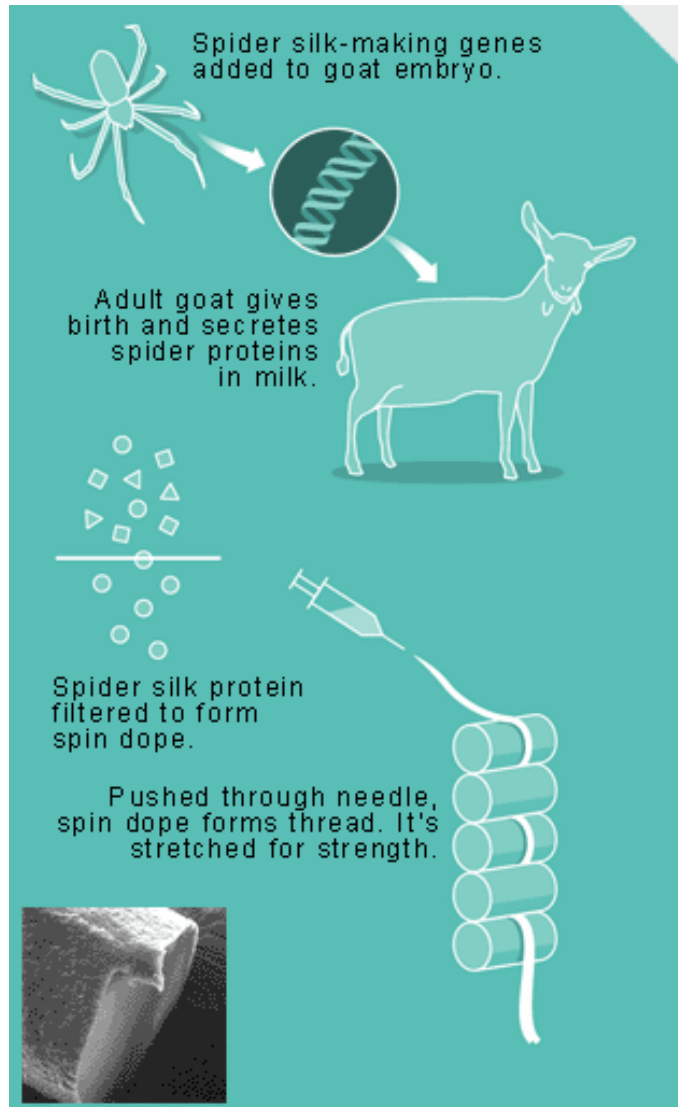 Spider silk-making genes
added to goat embryo.
Adult goat gives
birth and secretes
spider proteins
in milk.
Spider silk protein
filtered to form
spin dope.
Pushed through needle,
spin dope forms thread. It's
stretched for strength.